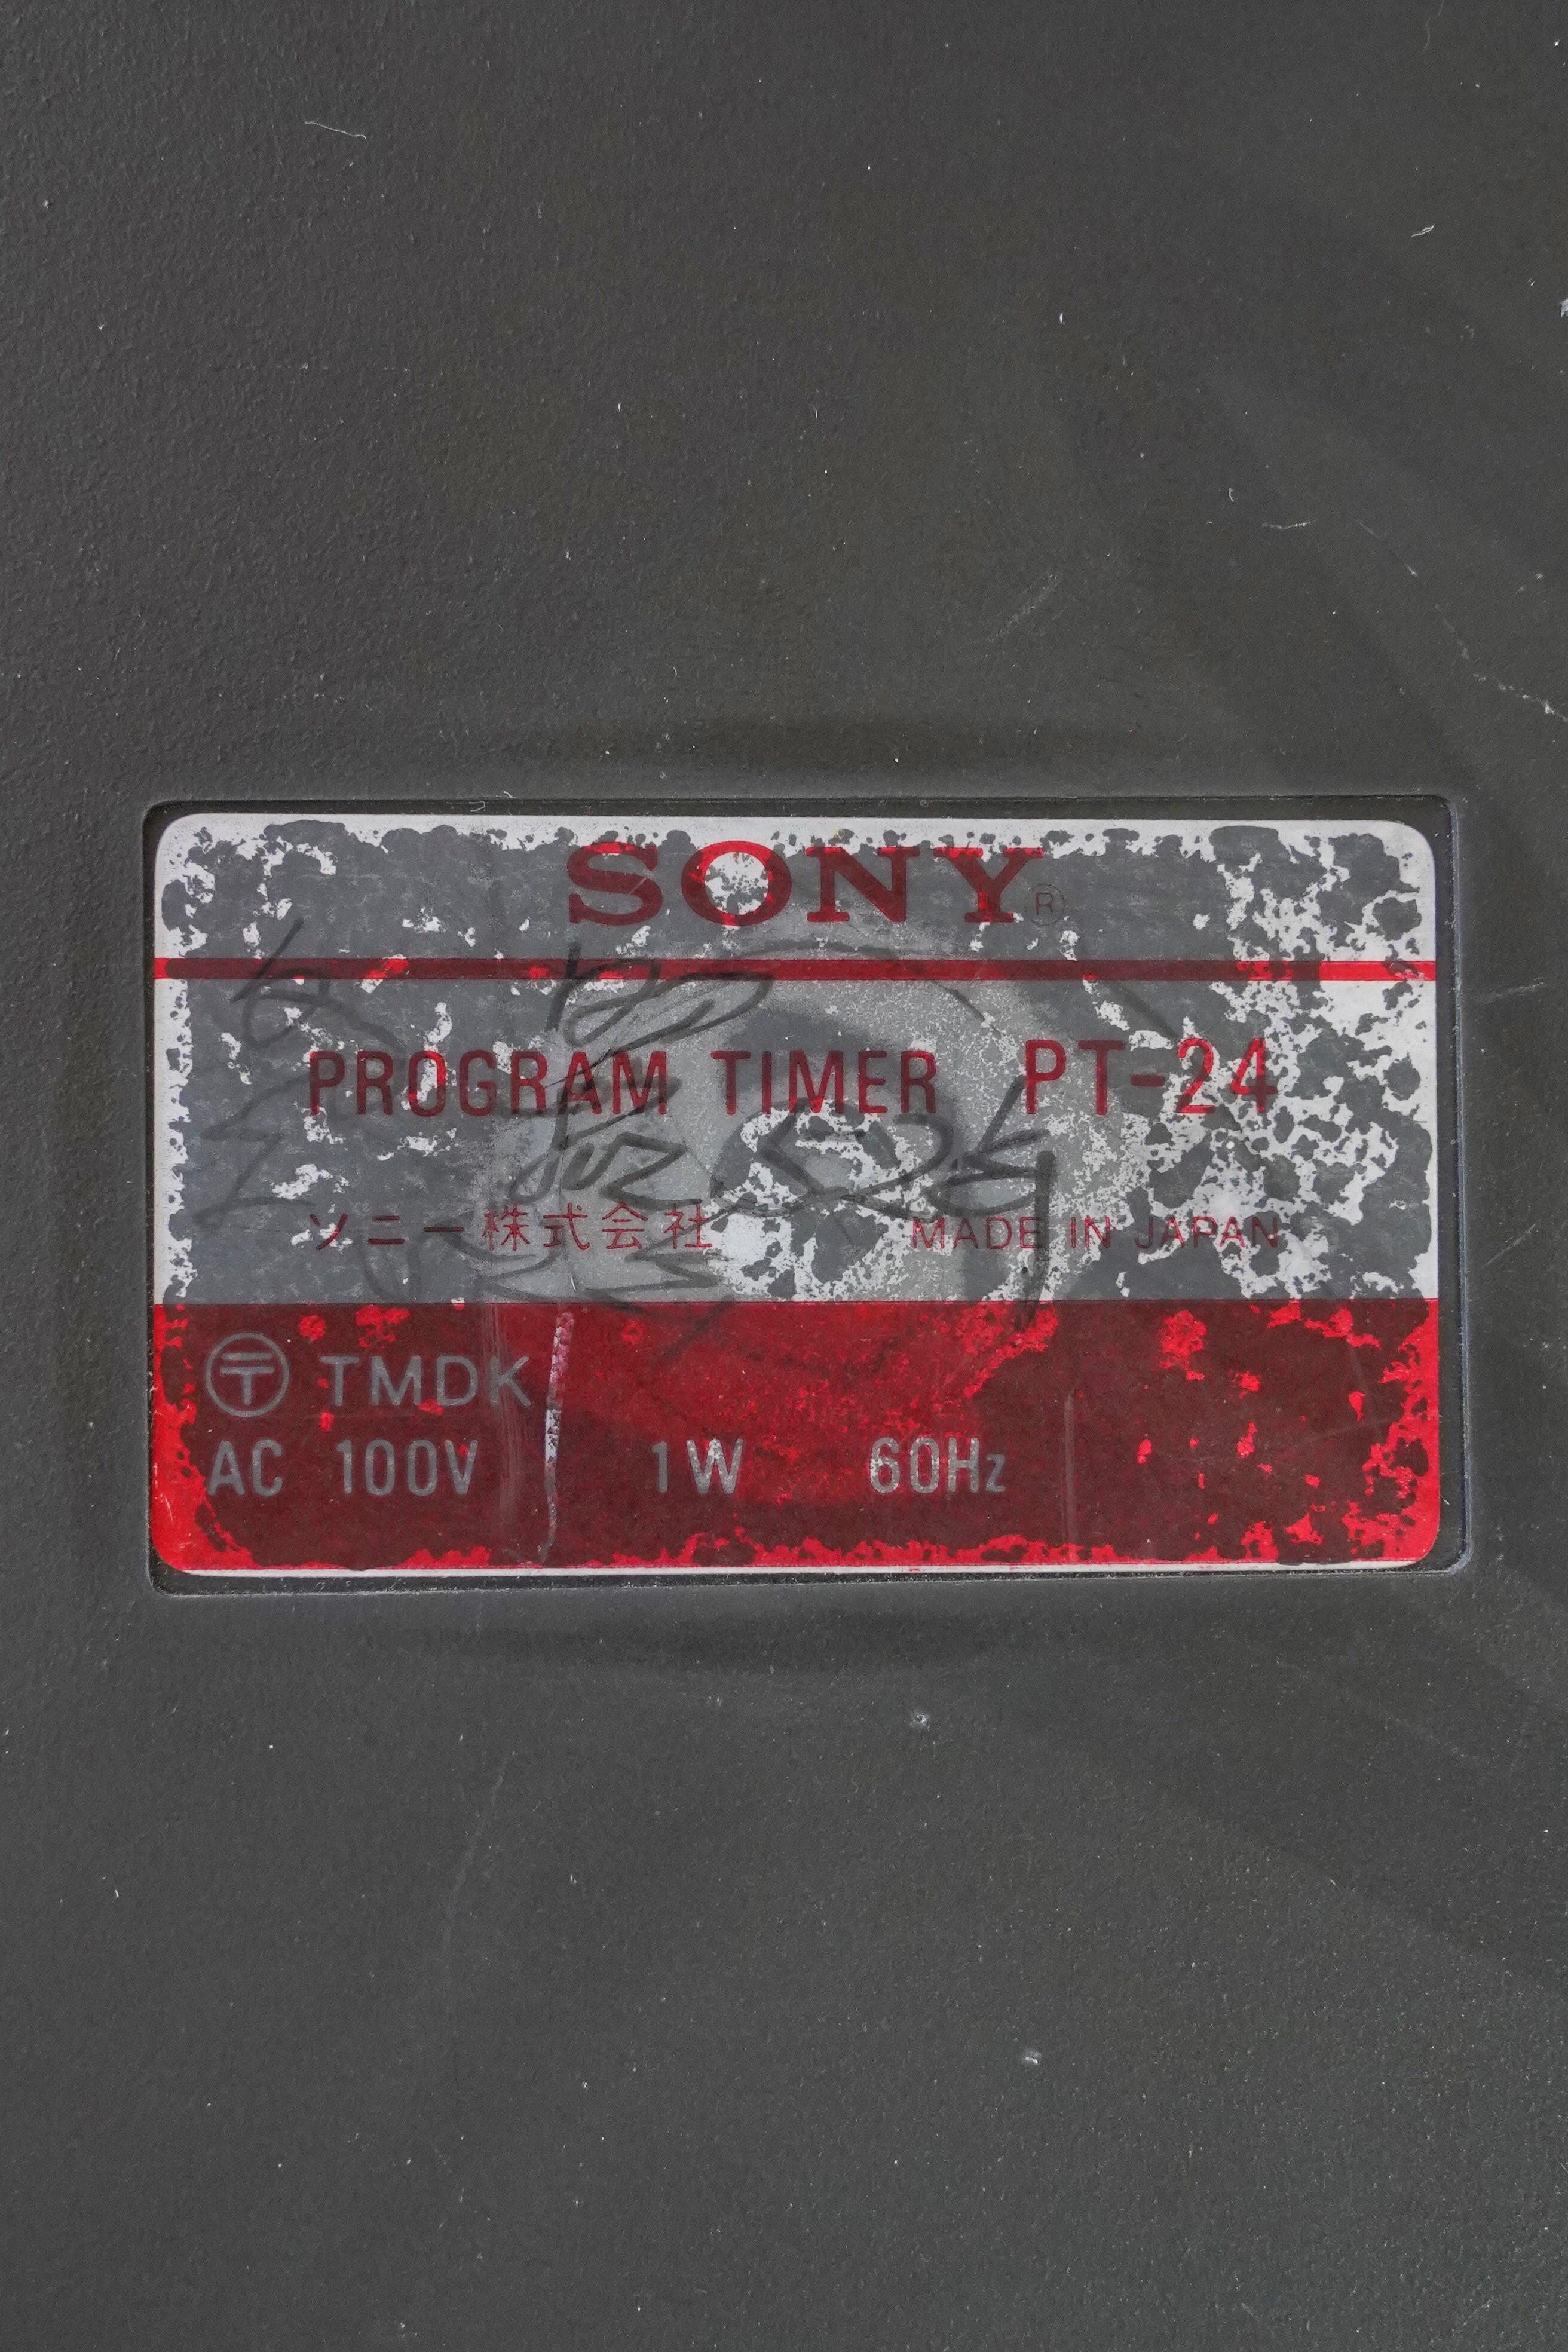 SONY®
PROGRAM TIMER PT-24
ソニー株式会社 MADE IN JAPAN
〒 TMDK
AC 100V 1W 60Hz